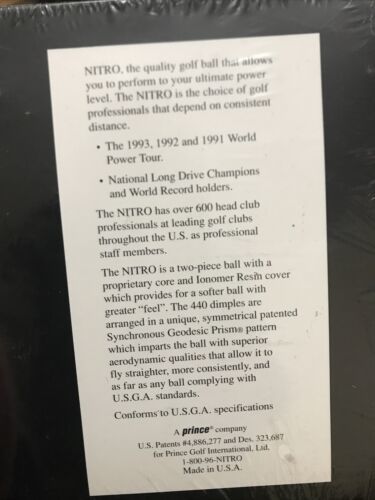 NITRO, the quality golf ball that allows
you to perform to your ultimate power
level. The NITRO is the choice of golf
professionals that depend on consistent
distance.
• The 1993, 1992 and 1991 World
Power Tour.
• National Long Drive Champions
and World Record holders.
The NITRO has over 600 head club
professionals at leading golf clubs
throughout the U.S. as professional
staff members.
The NITRO is a two-piece ball with a
proprietary core and Ionomer Resin cover
which provides for a softer ball with
greater “feel”. The 440 dimples are
arranged in a unique, symmetrical patented
Synchronous Geodesic Prism® pattern
which imparts the ball with superior
aerodynamic qualities that allow it to
fly straighter, more consistently, and
as far as any ball complying with
U.S.G.A. standards.
Conforms to U.S.G.A. specifications
A prince® company
U.S. Patents #4,886,277 and Des. 323,687
for Prince Golf International, Ltd.
1-800-96-NITRO
Made in U.S.A.